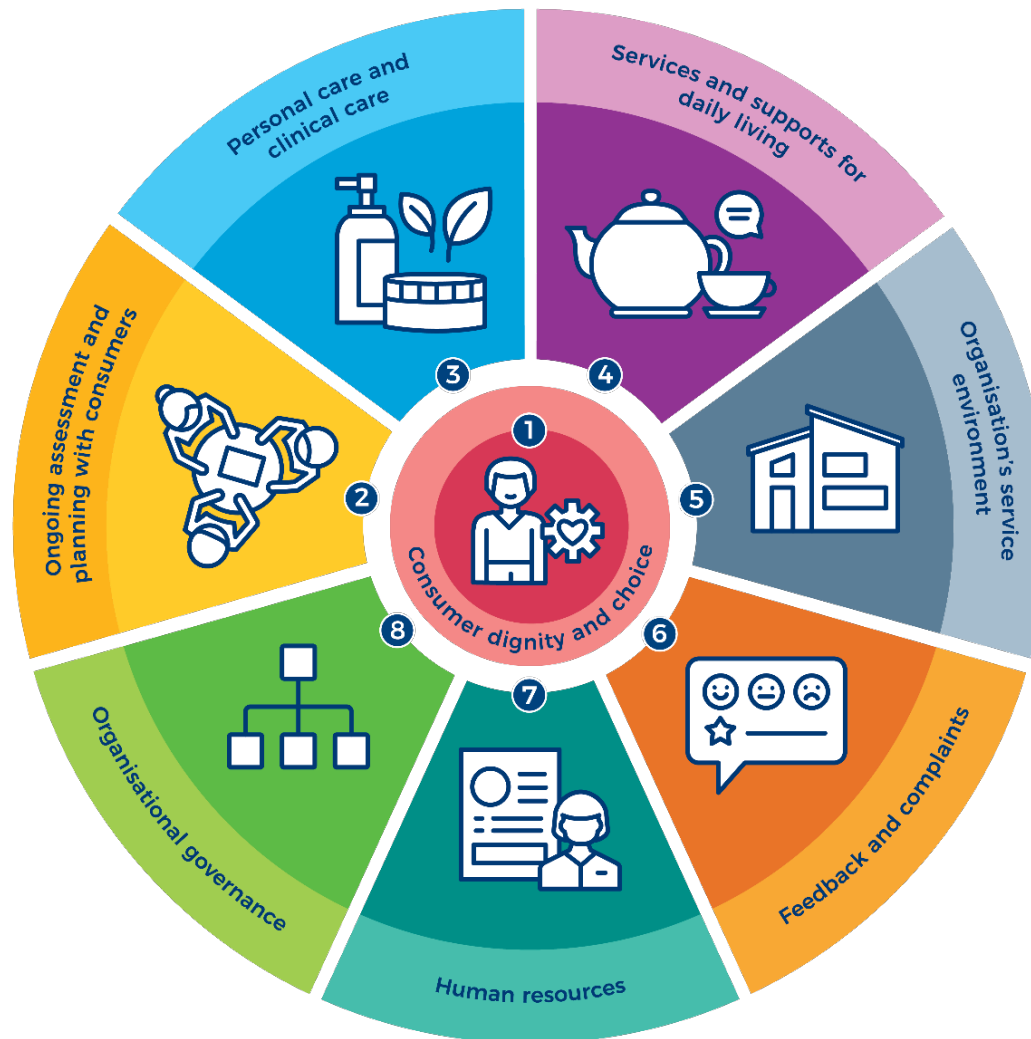 1
Consumer dignity and choice
2
Ongoing assessment and
planning with consumers
3
Personal care and
clinical care
4
Services and supports for
daily living
5
Organisation's service
environment
6
Feedback and complaints
7
Human resources
8
Organisational governance